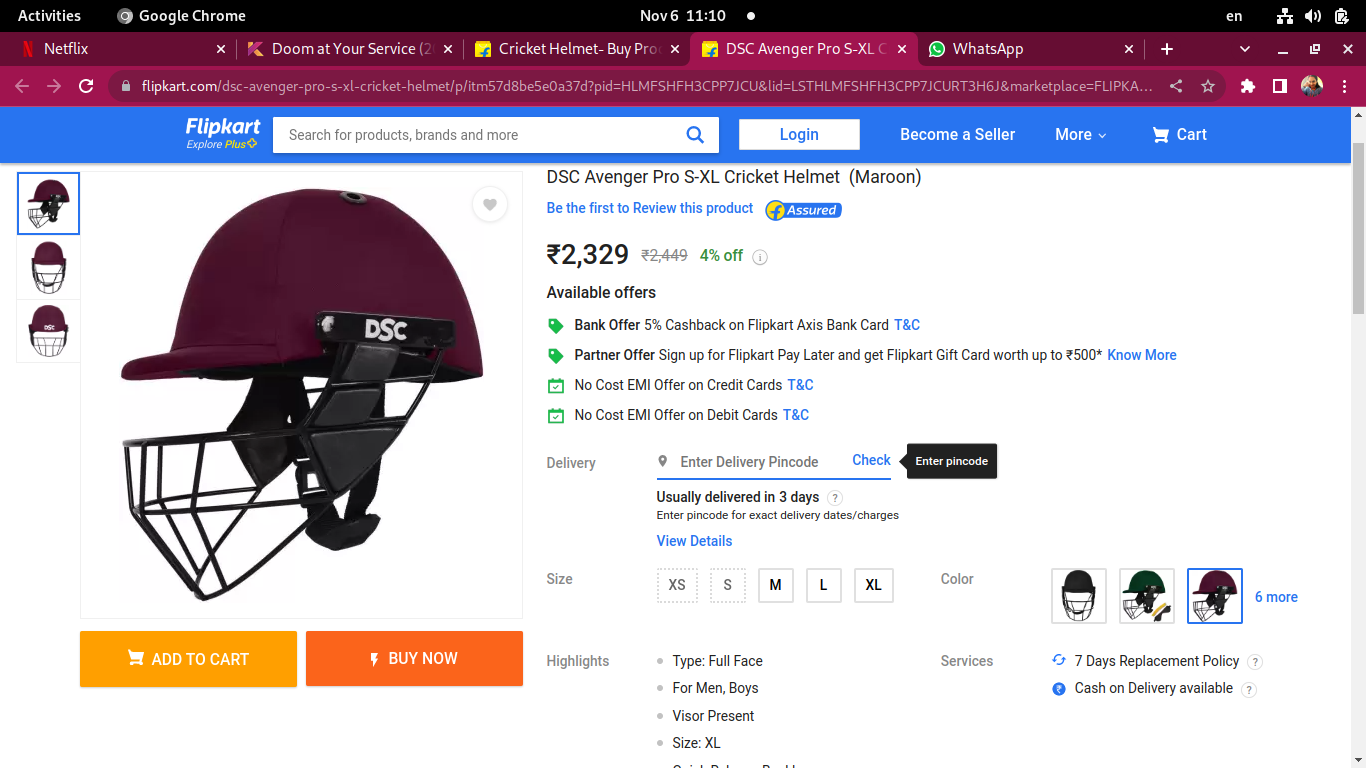 Activities
Google Chrome
Nov 6 11:10
en
Netflix
Doom at Your Service (2
Cricket Helmet- Buy Pro
DSC Avenger Pro S-XL C
WhatsApp
flipkart.com/dsc-avenger-pro-s-xl-cricket-helmet/p/itm57d8be5e0a37d?pid=HLMFSHFH3CPP7JCU&lid=LSTHLMFSHFH3CPP7JCURT3H6J&marketplace=FLIPKA...
Flipkart
Explore Plus
Search for products, brands and more
Login
Become a Seller
More
Cart
DSC Avenger Pro S-XL Cricket Helmet (Maroon)
Be the first to Review this product
Assured
₹2,329 ₹2,449 4% off
Available offers
Bank Offer 5% Cashback on Flipkart Axis Bank Card T&C
Partner Offer Sign up for Flipkart Pay Later and get Flipkart Gift Card worth up to ₹500* Know More
No Cost EMI Offer on Credit Cards T&C
No Cost EMI Offer on Debit Cards T&C
DSC
DSC
Delivery
Enter Delivery Pincode
Check
Enter pincode
Usually delivered in 3 days ?
Enter pincode for exact delivery dates/charges
View Details
Size
XS
S
M
L
XL
Color
6 more
ADD TO CART
BUY NOW
Highlights
Type: Full Face
For Men, Boys
Visor Present
Size: XL
Services
7 Days Replacement Policy ?
Cash on Delivery available ?